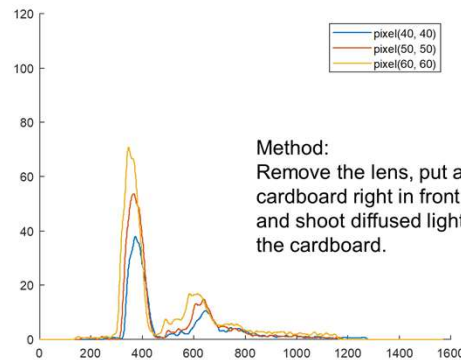 120
100
80
60
40
20
0
0 200 400 600 800 1000 1200 1400 1600
pixel(40, 40)
pixel(50, 50)
pixel(60, 60)
Method:
Remove the lens, put a
cardboard right in front
and shoot diffused light
the cardboard.